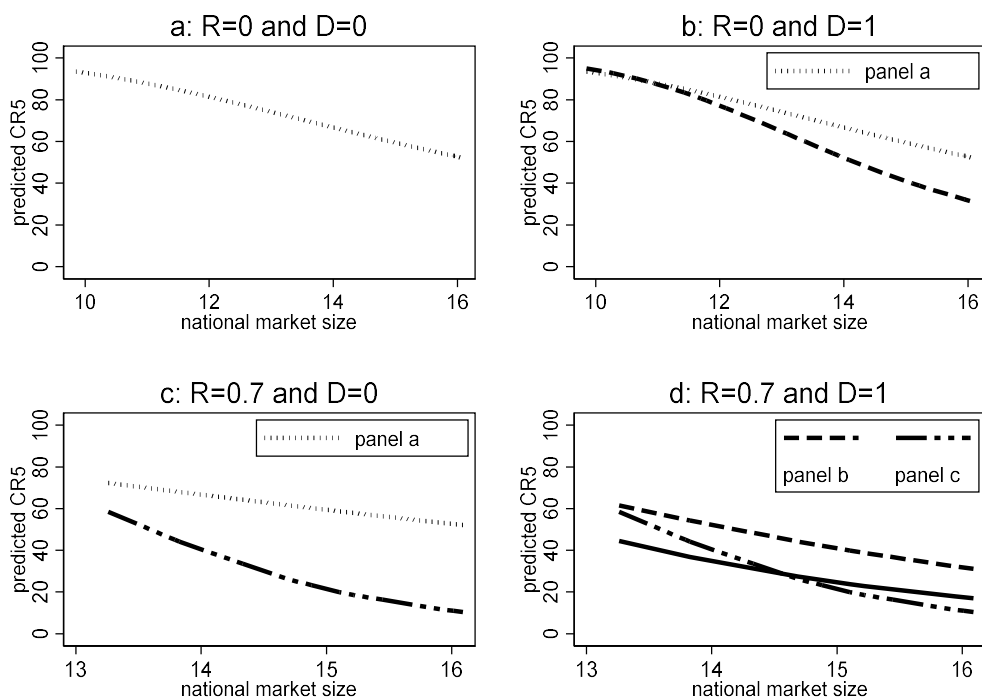 a: R=0 and D=0
predicted CR5
0 20 40 60 80 100
10 12 14 16
national market size
b: R=0 and D=1
panel a
predicted CR5
0 20 40 60 80 100
10 12 14 16
national market size
c: R=0.7 and D=0
panel a
predicted CR5
0 20 40 60 80 100
13 14 15 16
national market size
d: R=0.7 and D=1
panel b panel c
predicted CR5
0 20 40 60 80 100
13 14 15 16
national market size